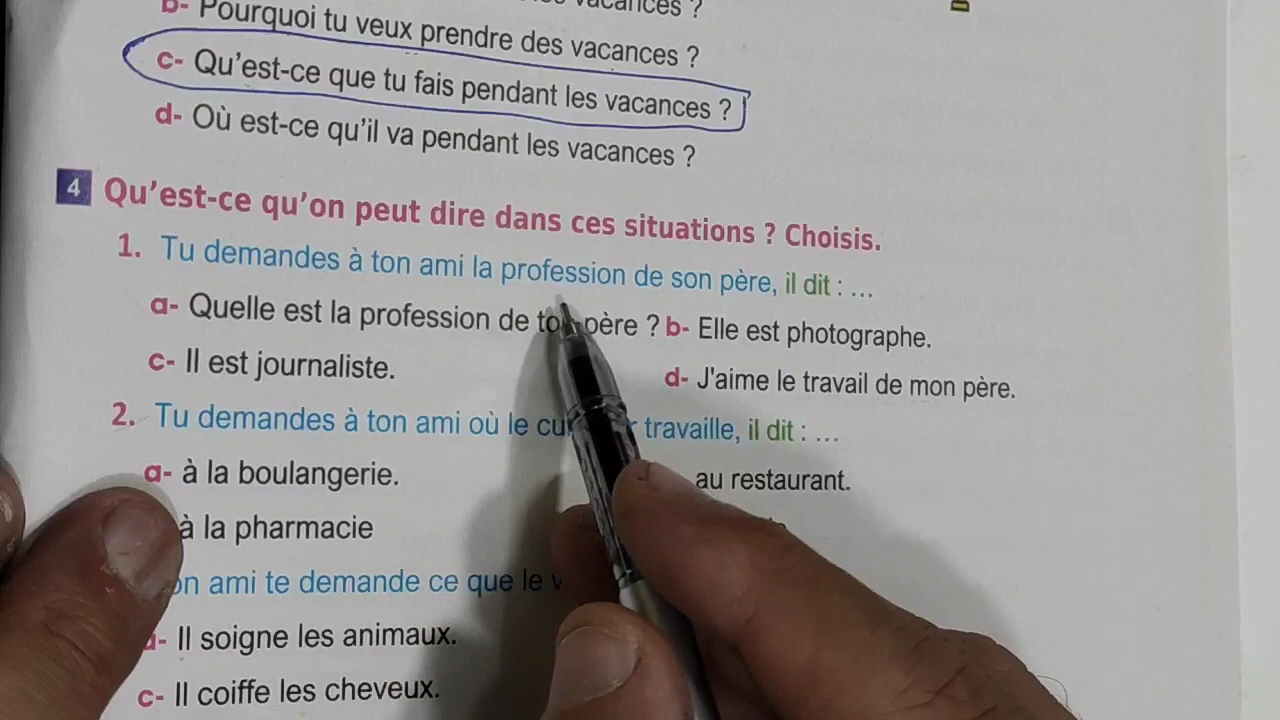 vacances ?
b- Pourquoi tu veux prendre des vacances ?
c- Qu'est-ce que tu fais pendant les vacances ?
d- Où est-ce qu'il va pendant les vacances ?
4 Qu'est-ce qu'on peut dire dans ces situations ? Choisis.
1. Tu demandes à ton ami la profession de son père, il dit : ...
a- Quelle est la profession de père ? b- Elle est photographe.
c- Il est journaliste. d- J'aime le travail de mon père.
2. Tu demandes à ton ami où le travaille, il dit : ...
a- à la boulangerie. au restaurant.
à la pharmacie
ami te demande ce que le
Il soigne les animaux.
c- Il coiffe les cheveux.